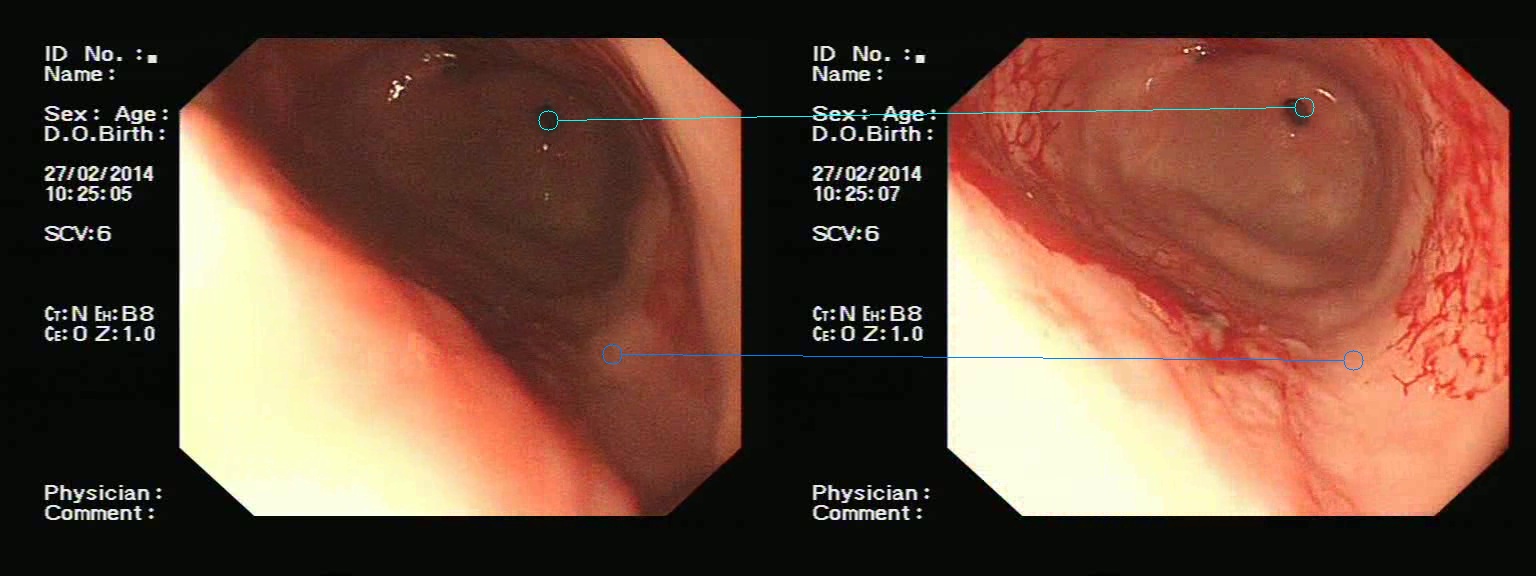 ID No. :
Name:
Sex: Age:
D.O.Birth:
27/02/2014
10:25:05
SCV:6
CT:N EH:B8
CE:0 Z:1.0
Physician:
Comment:
ID No. :
Name:
Sex: Age:
D.O.Birth:
27/02/2014
10:25:07
SCV:6
CT:N EH:B8
CE:0 Z:1.0
Physician:
Comment: